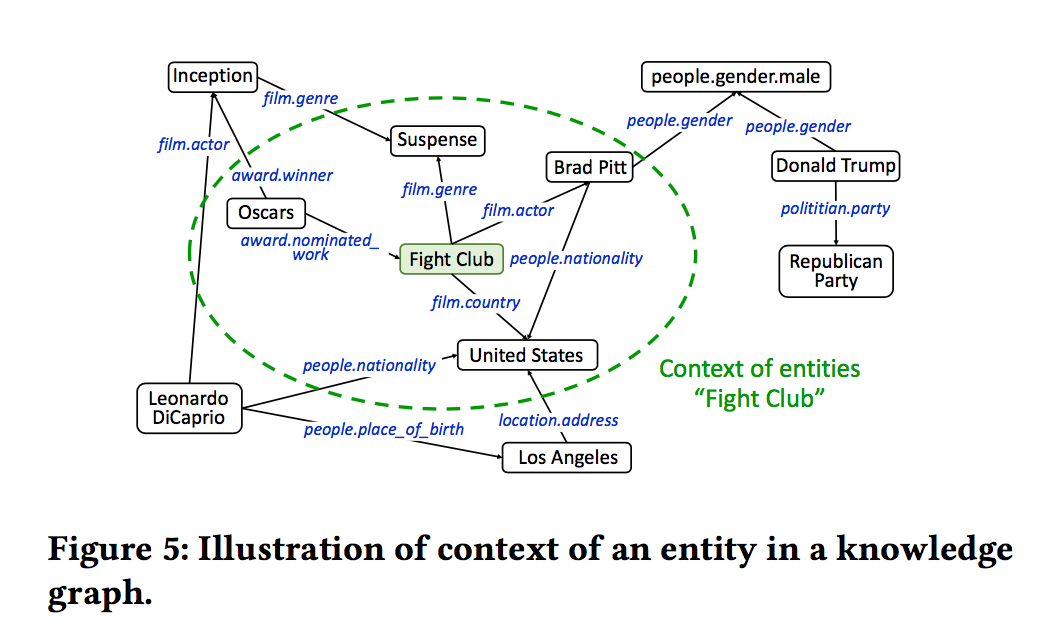 Inception
people.gender.male
film.genre
film.actor
Suspense
people.gender
people.gender
Brad Pitt
Donald Trump
award.winner
film.genre
Oscars
film.actor
polititian.party
award.nominated_
work
Fight Club
people.nationality
Republican
Party
film.country
United States
people.nationality
Context of entities
“Fight Club”
Leonardo
DiCaprio
people.place_of_birth
location.address
Los Angeles
Figure 5: Illustration of context of an entity in a knowledge
graph.